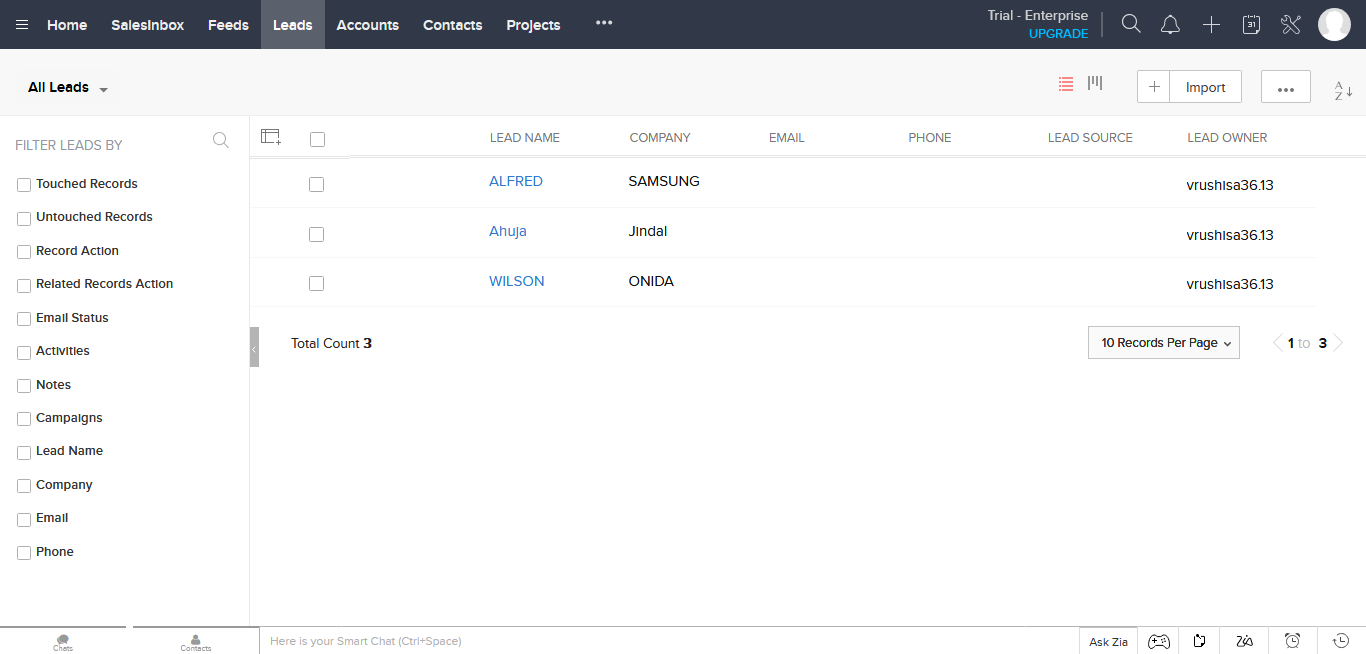 Home SalesInbox Feeds Leads Accounts Contacts Projects ••• Trial - Enterprise
UPGRADE
31
All Leads
Import
•••
A
Z
FILTER LEADS BY
LEAD NAME COMPANY EMAIL PHONE LEAD SOURCE LEAD OWNER
Touched Records
Untouched Records
Record Action
Related Records Action
Email Status
Activities
Notes
Campaigns
Lead Name
Company
Email
Phone
ALFRED SAMSUNG vrushisa36.13
Ahuja Jindal vrushisa36.13
WILSON ONIDA vrushisa36.13
Total Count 3 10 Records Per Page 1 to 3
Chats Contacts Here is your Smart Chat (Ctrl+Space) Ask Zia